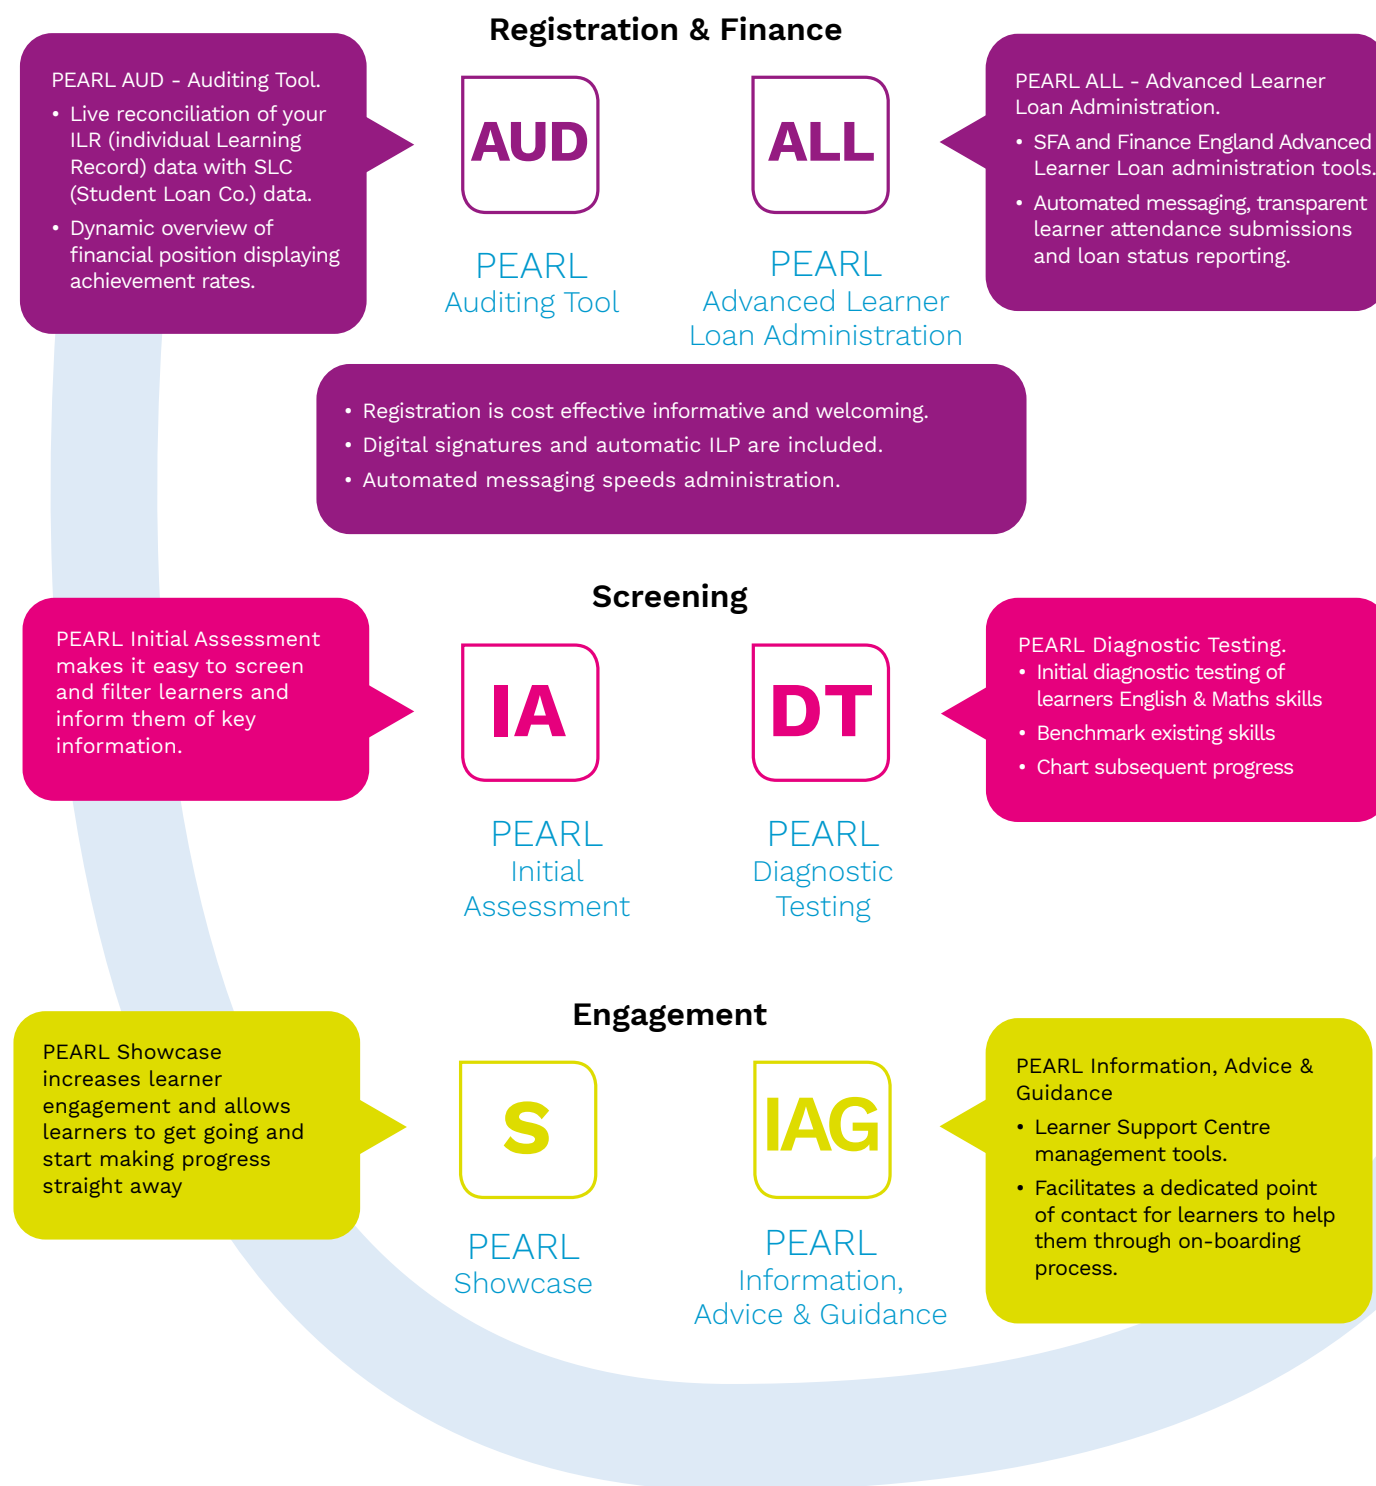 Registration & Finance
PEARL AUD - Auditing Tool.
• Live reconciliation of your
ILR (individual Learning
Record) data with SLC
(Student Loan Co.) data.
• Dynamic overview of
financial position displaying
achievement rates.
AUD
PEARL
Auditing Tool
ALL
PEARL
Advanced Learner
Loan Administration
PEARL ALL - Advanced Learner
Loan Administration.
• SFA and Finance England Advanced
Learner Loan administration tools.
• Automated messaging, transparent
learner attendance submissions
and loan status reporting.
• Registration is cost effective informative and welcoming.
• Digital signatures and automatic ILP are included.
• Automated messaging speeds administration.
Screening
PEARL Initial Assessment
makes it easy to screen
and filter learners and
inform them of key
information.
IA
PEARL
Initial
Assessment
DT
PEARL
Diagnostic
Testing
PEARL Diagnostic Testing.
• Initial diagnostic testing of
learners English & Maths skills
• Benchmark existing skills
• Chart subsequent progress
Engagement
PEARL Showcase
increases learner
engagement and allows
learners to get going and
start making progress
straight away
S
PEARL
Showcase
IAG
PEARL
Information,
Advice & Guidance
PEARL Information, Advice &
Guidance
• Learner Support Centre
management tools.
• Facilitates a dedicated point
of contact for learners to help
them through on-boarding
process.